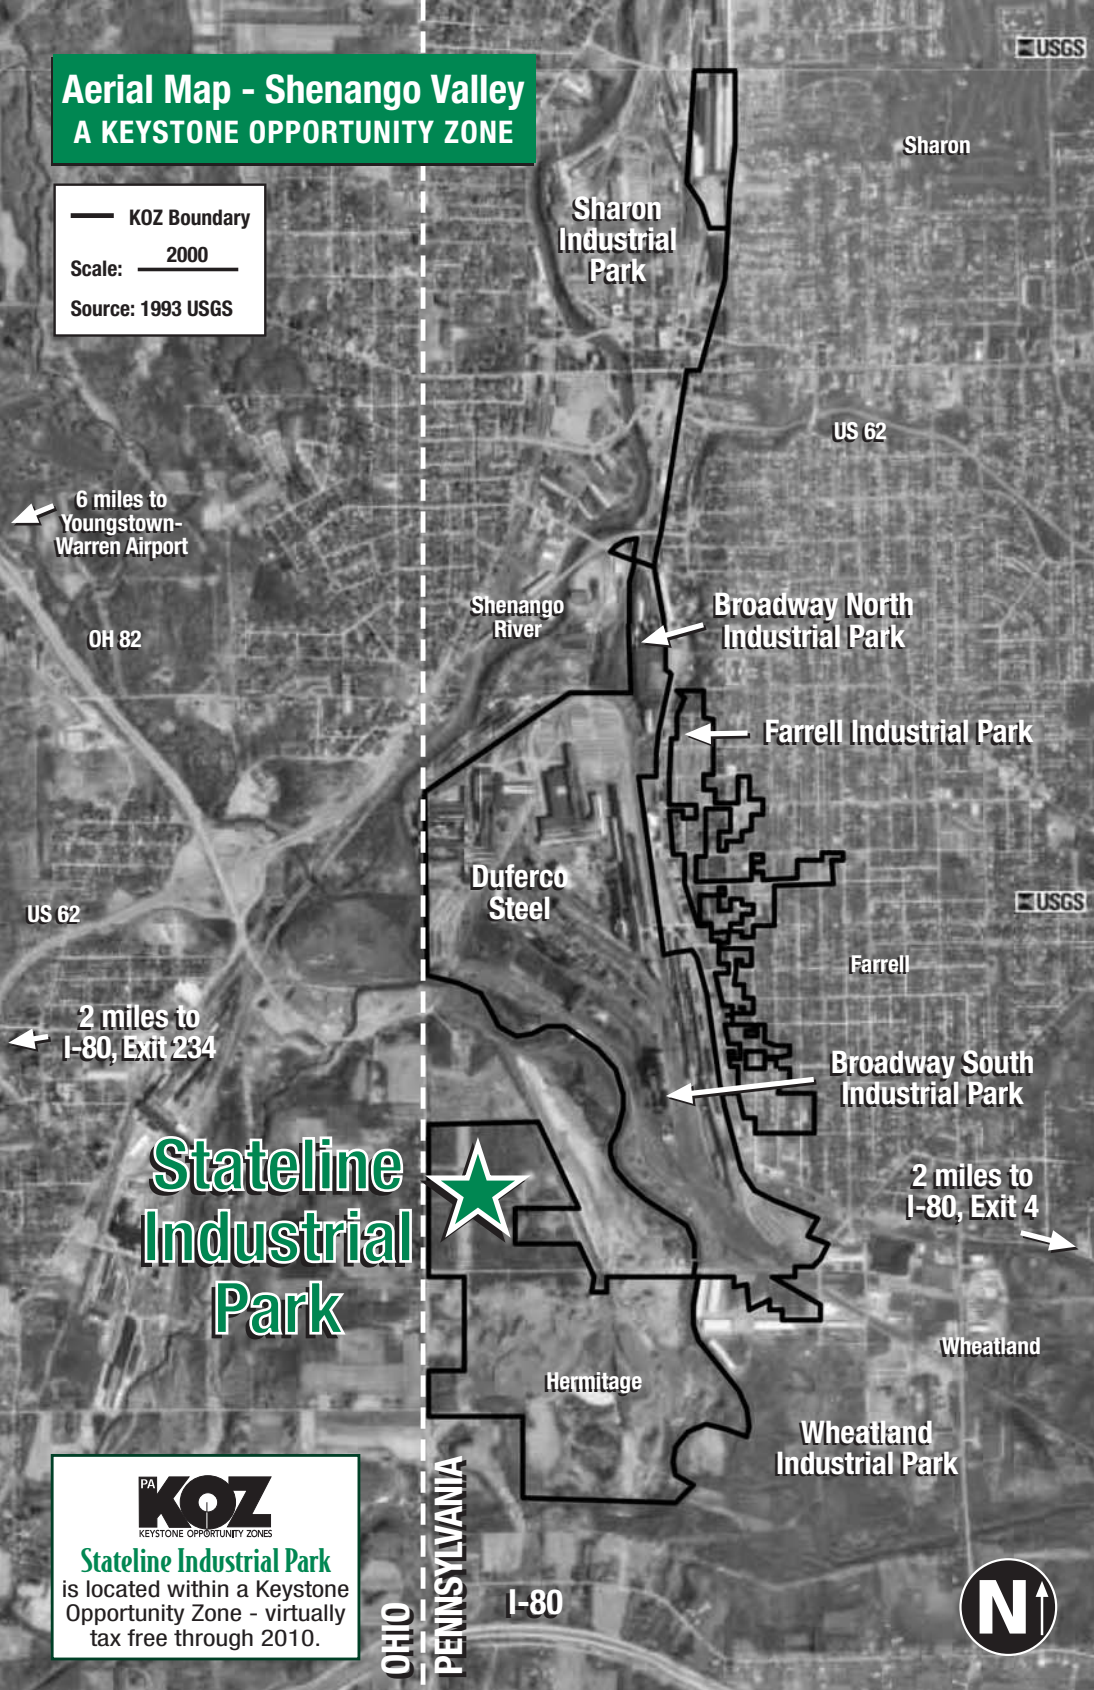 USGS
Aerial Map - Shenango Valley
A KEYSTONE OPPORTUNITY ZONE
Sharon
KOZ Boundary
2000
Scale:
Source: 1993 USGS
Sharon
Industrial
Park
US 62
6 miles to
Youngstown-
Warren Airport
OH 82
Shenango
River
Broadway North
Industrial Park
Farrell Industrial Park
Duferco
Steel
US 62
USGS
Farrell
2 miles to
I-80, Exit 234
Broadway South
Industrial Park
Stateline
Industrial
Park
2 miles to
I-80, Exit 4
Wheatland
Hermitage
Wheatland
Industrial Park
PA
KOZ
KEYSTONE OPPORTUNITY ZONES
Stateline Industrial Park
is located within a Keystone
Opportunity Zone - virtually
tax free through 2010.
OHIO
PENNSYLVANIA
I-80
N